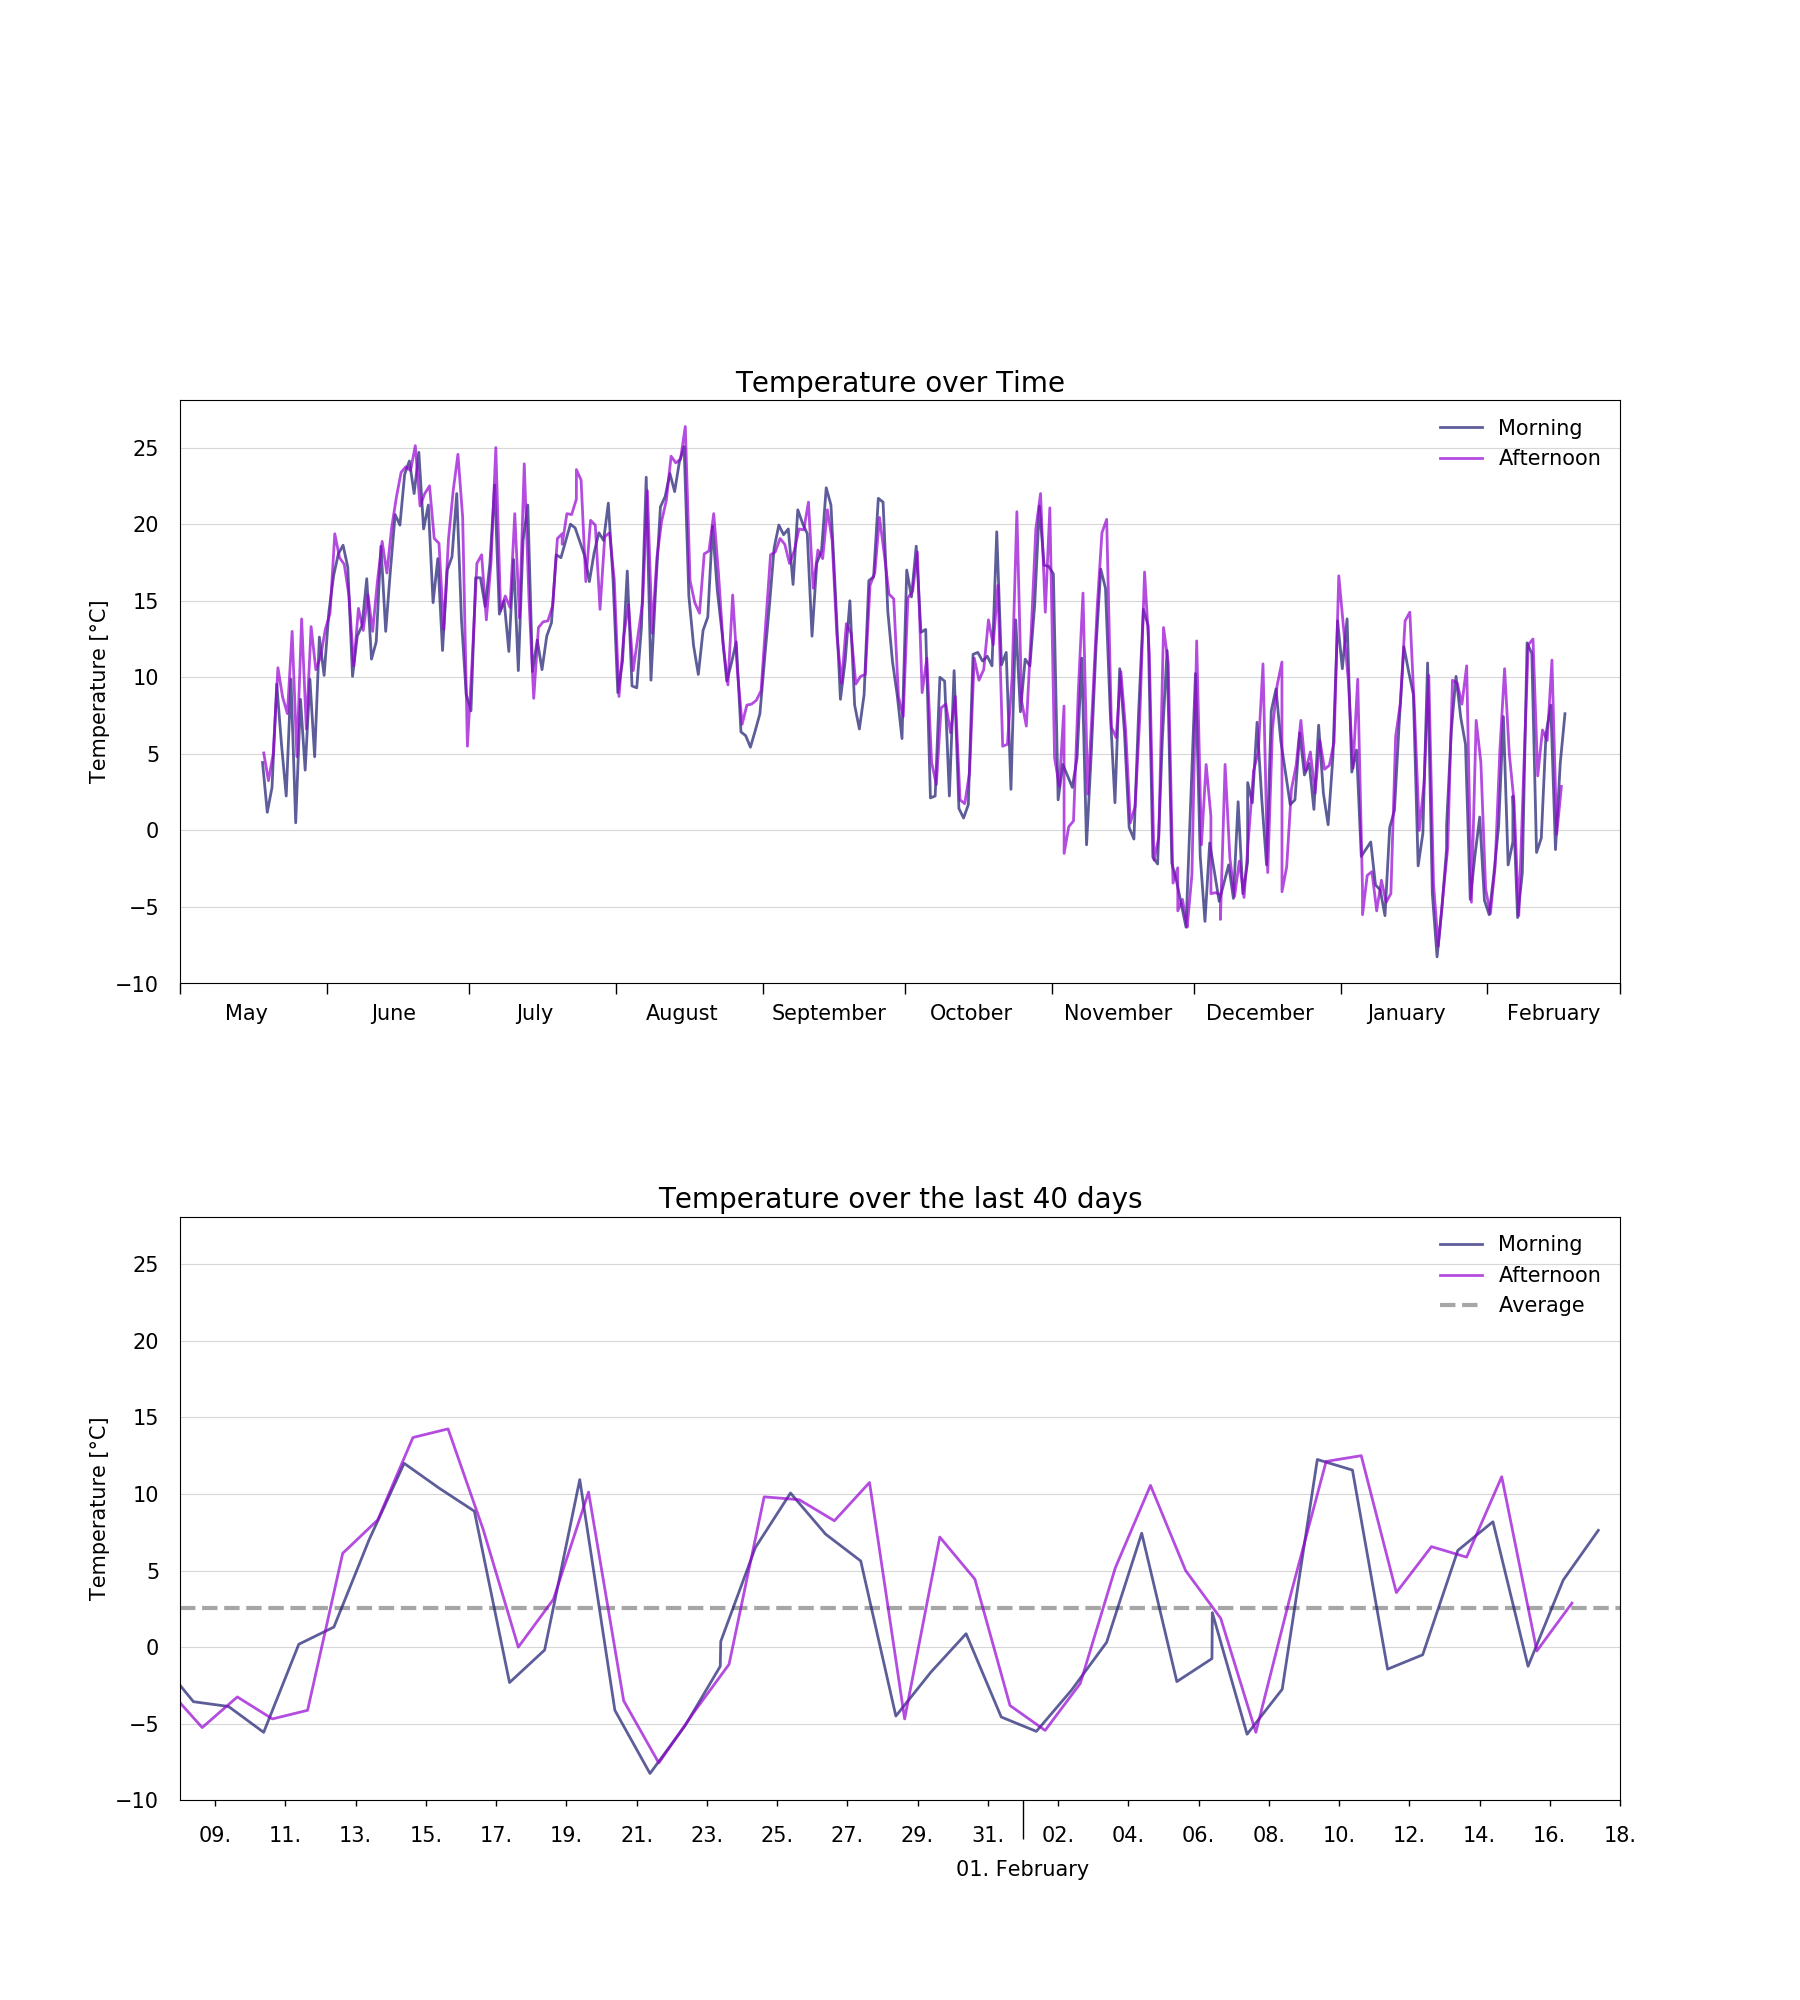 Temperature over Time
Morning
Afternoon
Temperature [°C]
25
20
15
10
5
0
−5
−10
May June July August September October November December January February
Temperature over the last 40 days
Morning
Afternoon
Average
Temperature [°C]
25
20
15
10
5
0
−5
−10
09. 11. 13. 15. 17. 19. 21. 23. 25. 27. 29. 31. 02. 04. 06. 08. 10. 12. 14. 16. 18.
01. February